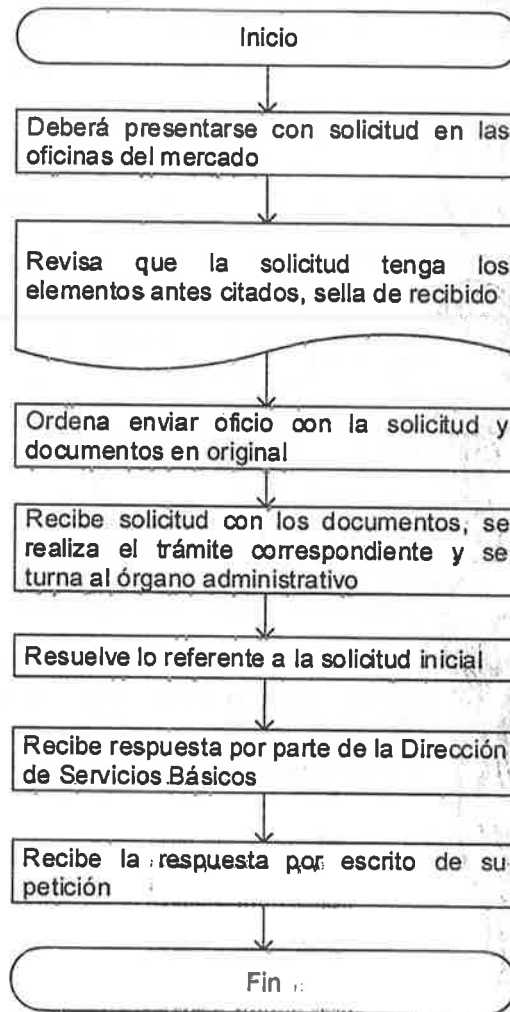 Inicio
Deberá presentarse con solicitud en las
oficinas del mercado
Revisa que la solicitud tenga los
elementos antes citados, sella de recibido
Ordena enviar oficio con la solicitud y
documentos en original
Recibe solicitud con los documentos, se
realiza el trámite correspondiente y se
turna al órgano administrativo
Resuelve lo referente a la solicitud inicial
Recibe respuesta por parte de la Dirección
de Servicios Básicos
Recibe la respuesta por escrito de su
petición
Fin